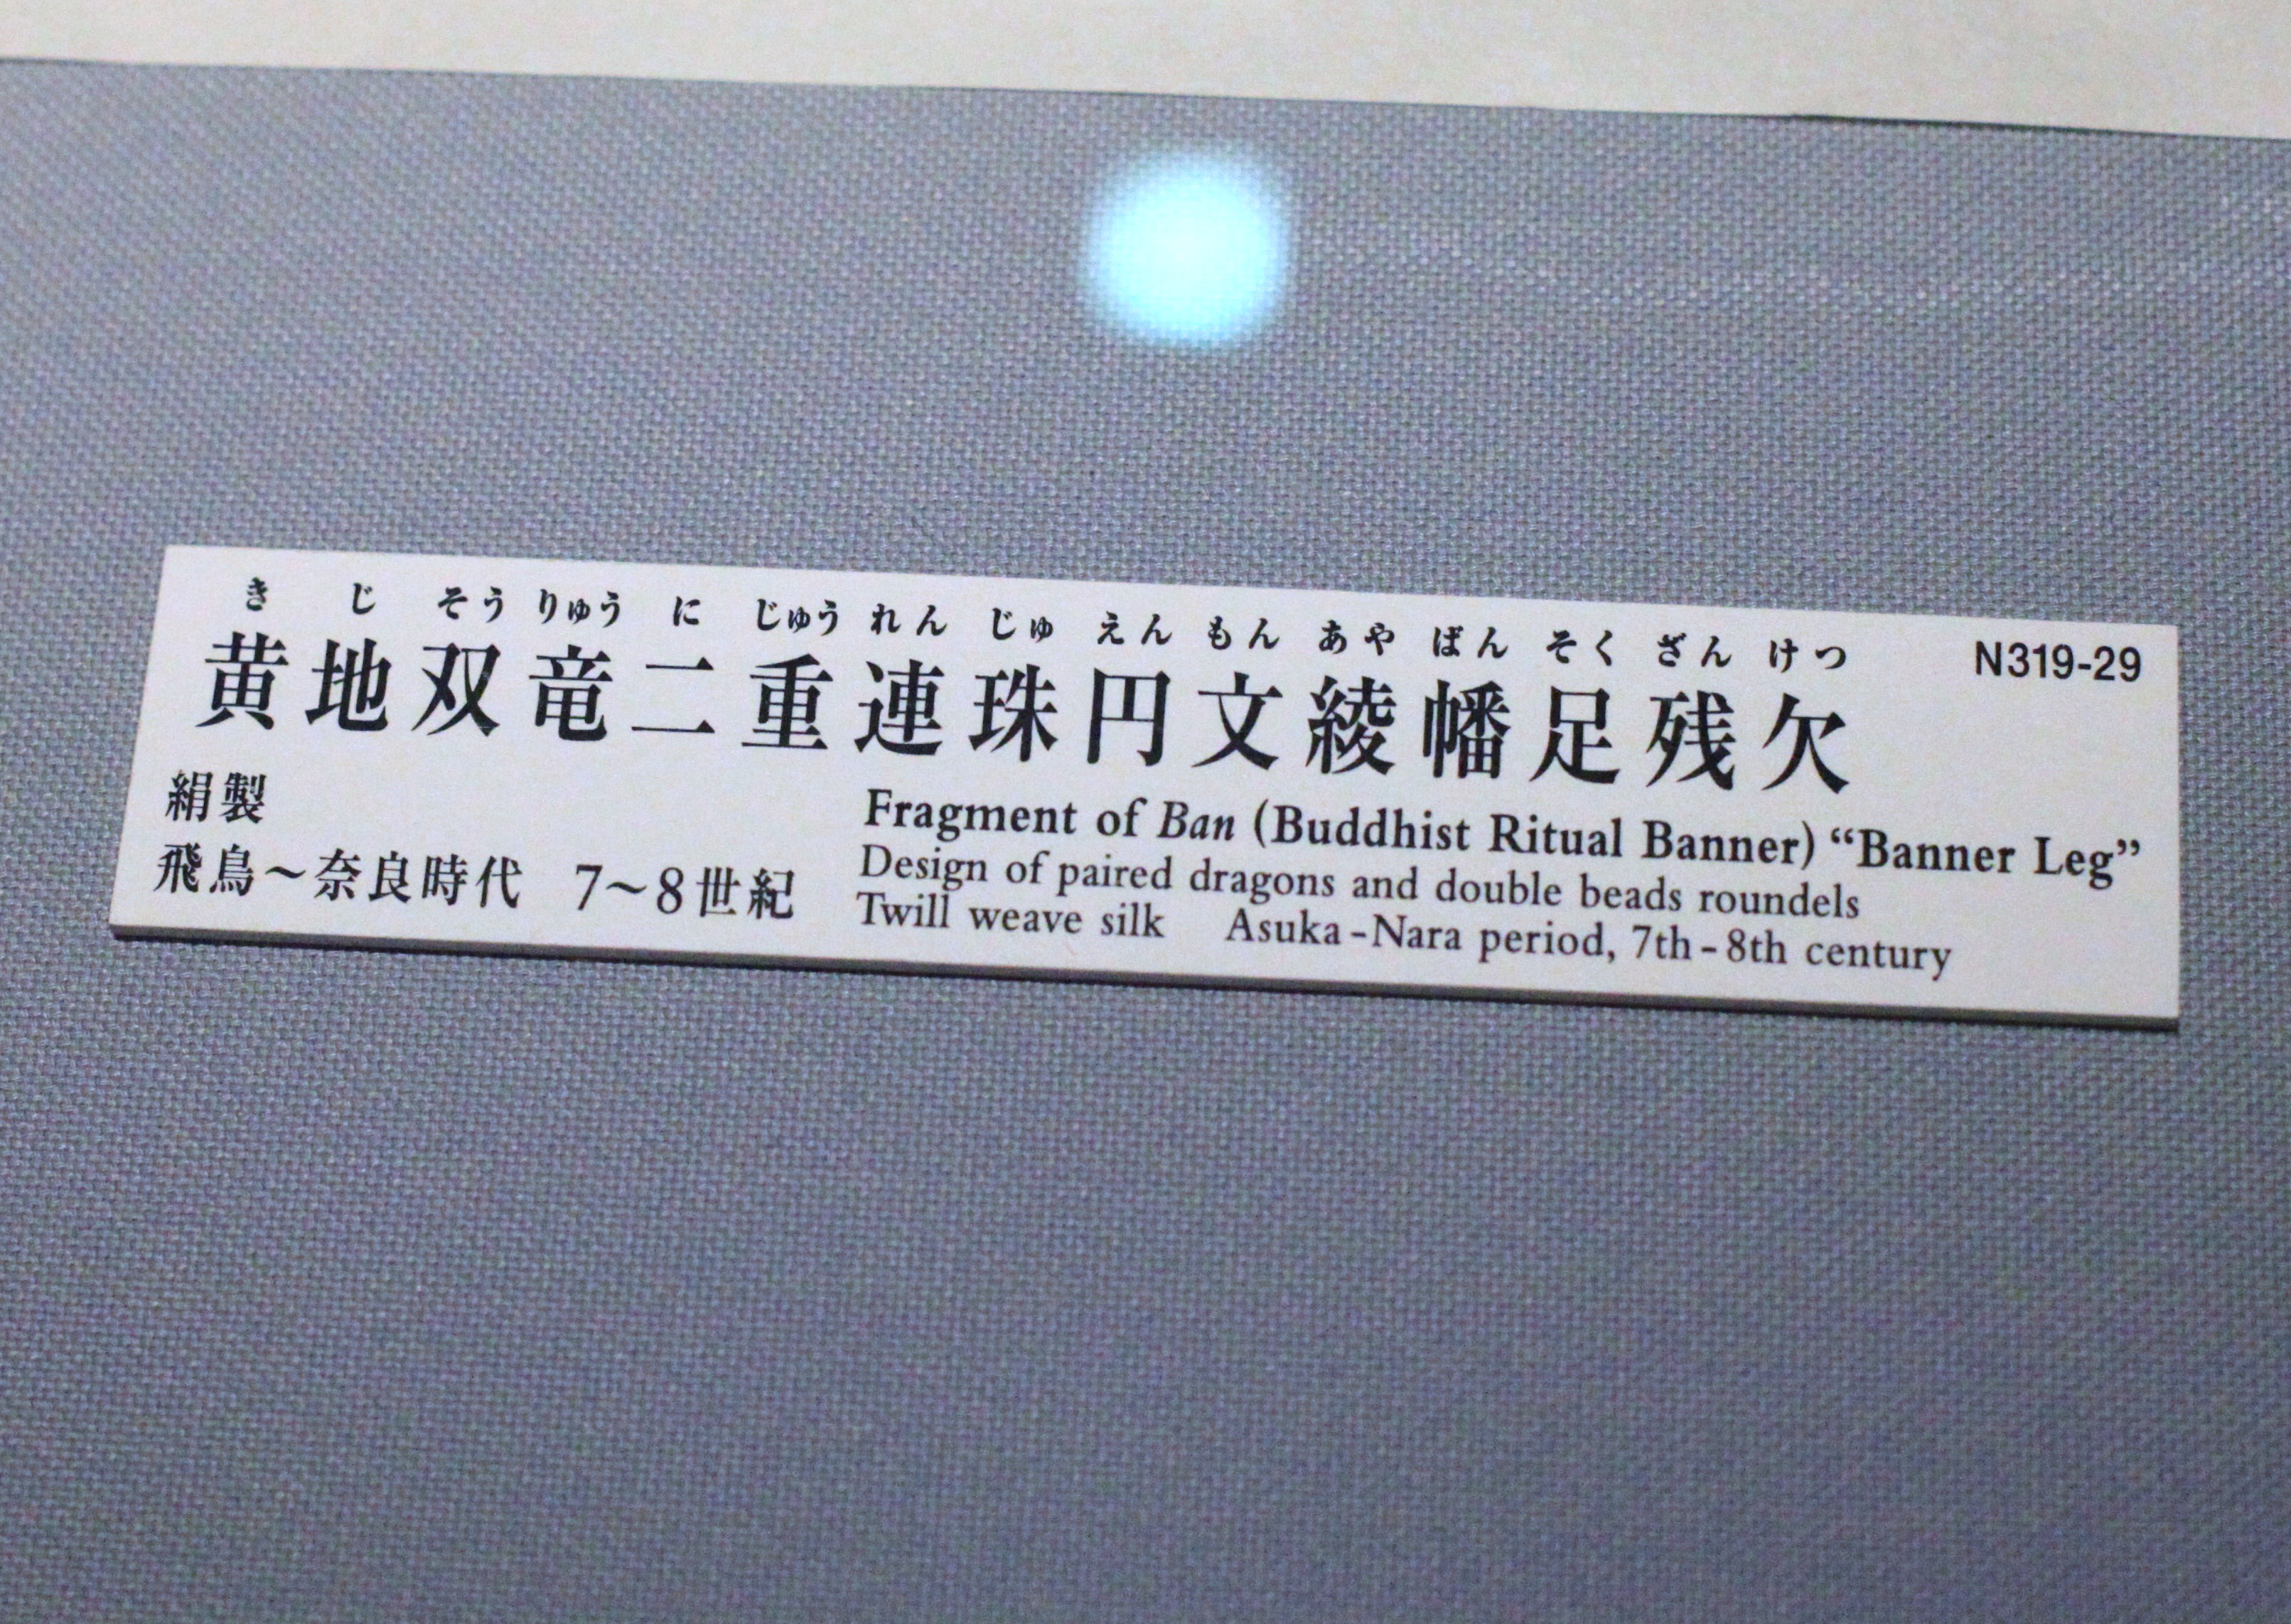 きじそうりゅうにじゅうれんじゅえんもんあやばんそくざんけつ
黄地双竜二重連珠円文綾幡足残欠
N319-29
絹製
飛鳥～奈良時代 7～8世紀
Fragment of Ban (Buddhist Ritual Banner) “Banner Leg”
Design of paired dragons and double beads roundels
Twill weave silk Asuka-Nara period, 7th-8th century